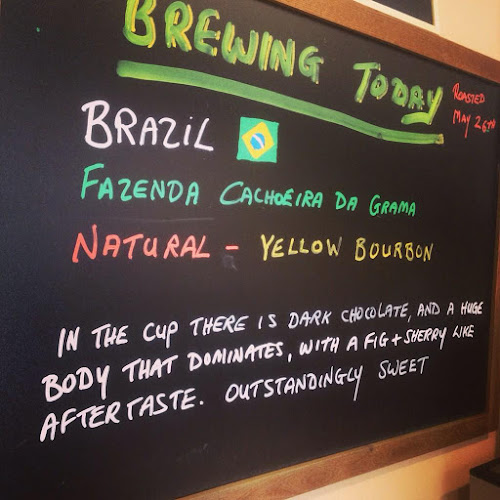 BREWING TODAY
ROASTED
MAY 26TH
BRAZIL
FAZENDA CACHOEIRA DA GRAMA
NATURAL - YELLOW BOURBON
IN THE CUP THERE IS DARK CHOCOLATE, AND A HUGE
BODY THAT DOMINATES, WITH A FIG + SHERRY LIKE
AFTERTASTE. OUTSTANDINGLY SWEET